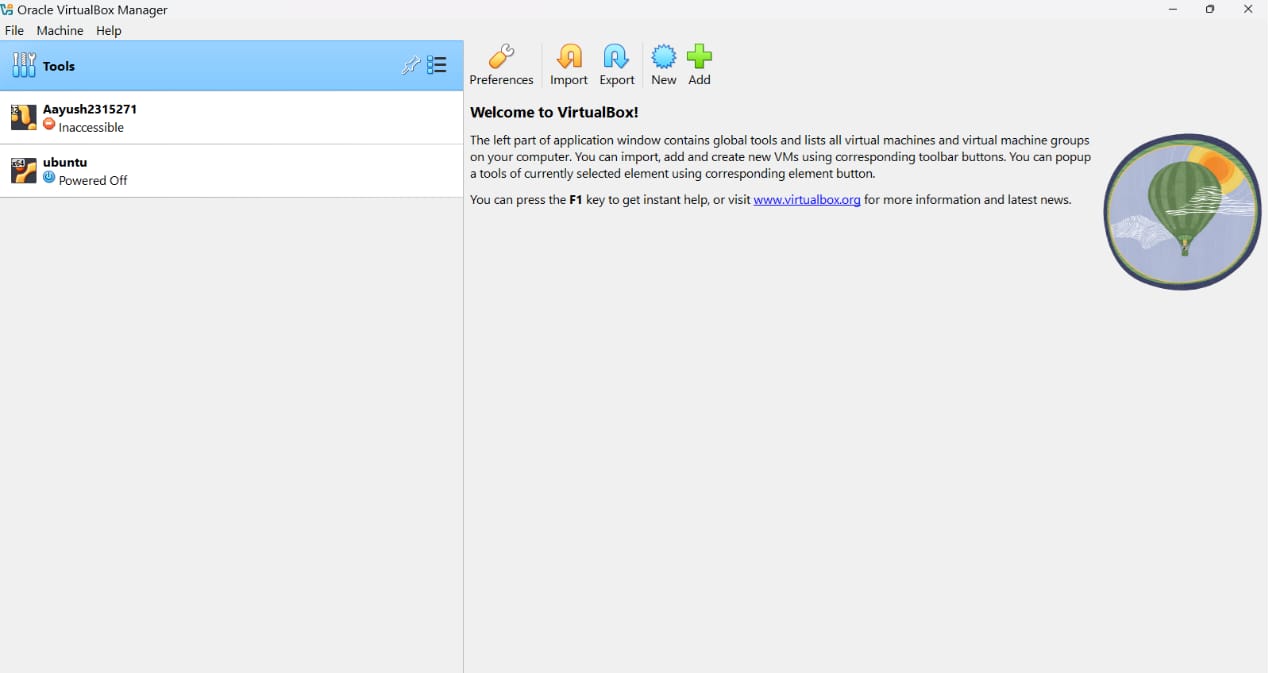 Oracle VirtualBox Manager
File Machine Help
Tools
Aayush2315271
Inaccessible
ubuntu
Powered Off
Preferences Import Export New Add
Welcome to VirtualBox!
The left part of application window contains global tools and lists all virtual machines and virtual machine groups
on your computer. You can import, add and create new VMs using corresponding toolbar buttons. You can popup
a tools of currently selected element using corresponding element button.
You can press the F1 key to get instant help, or visit www.virtualbox.org for more information and latest news.